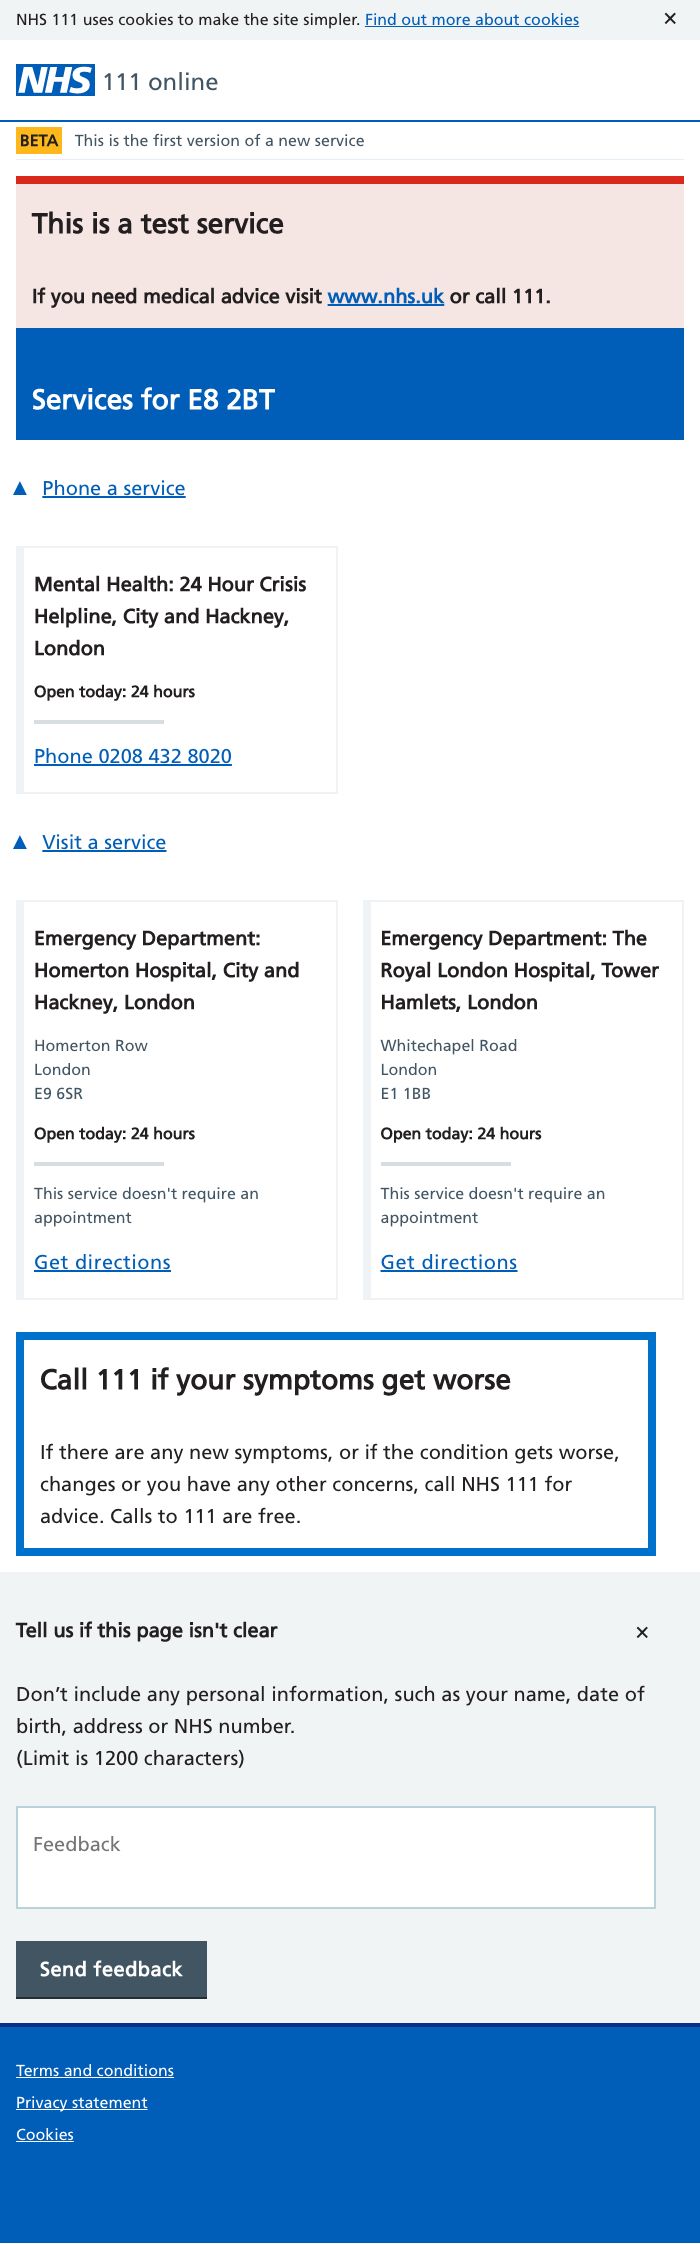 NHS 111 uses cookies to make the site simpler. Find out more about cookies ✕
NHS 111 online
BETA This is the first version of a new service
This is a test service
If you need medical advice visit www.nhs.uk or call 111.
Services for E8 2BT
▲ Phone a service
Mental Health: 24 Hour Crisis
Helpline, City and Hackney,
London
Open today: 24 hours
Phone 0208 432 8020
▲ Visit a service
Emergency Department:
Homerton Hospital, City and
Hackney, London
Homerton Row
London
E9 6SR
Open today: 24 hours
This service doesn't require an
appointment
Get directions
Emergency Department: The
Royal London Hospital, Tower
Hamlets, London
Whitechapel Road
London
E1 1BB
Open today: 24 hours
This service doesn't require an
appointment
Get directions
Call 111 if your symptoms get worse
If there are any new symptoms, or if the condition gets worse,
changes or you have any other concerns, call NHS 111 for
advice. Calls to 111 are free.
Tell us if this page isn't clear ✕
Don’t include any personal information, such as your name, date of
birth, address or NHS number.
(Limit is 1200 characters)
Feedback
Send feedback
Terms and conditions
Privacy statement
Cookies